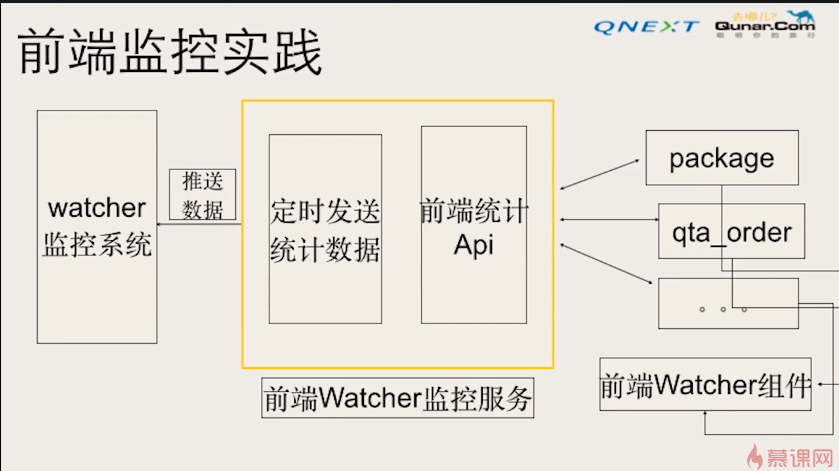 前端监控实践
QNEXT
去哪儿?
Qunar.Com
聪明你的旅行
watcher
监控系统
推送
数据
定时发送
统计数据
前端统计
Api
package
qta_order
。。。
前端Watcher监控服务
前端Watcher组件
慕课网